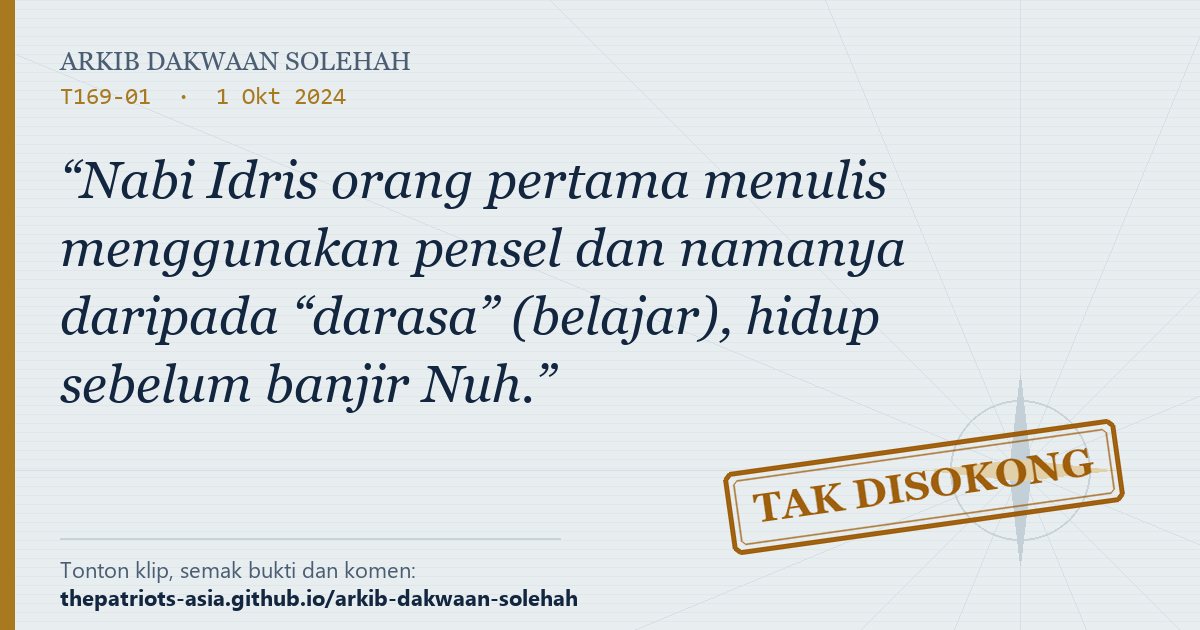 ARKIB DAKWAAN SOLEHAH
T169-01 · 1 Okt 2024
“Nabi Idris orang pertama menulis
menggunakan pensel dan namanya
daripada “darasa” (belajar), hidup
sebelum banjir Nuh.”
TAK DISOKONG
Tonton klip, semak bukti dan komen:
thepatriots-asia.github.io/arkib-dakwaan-solehah